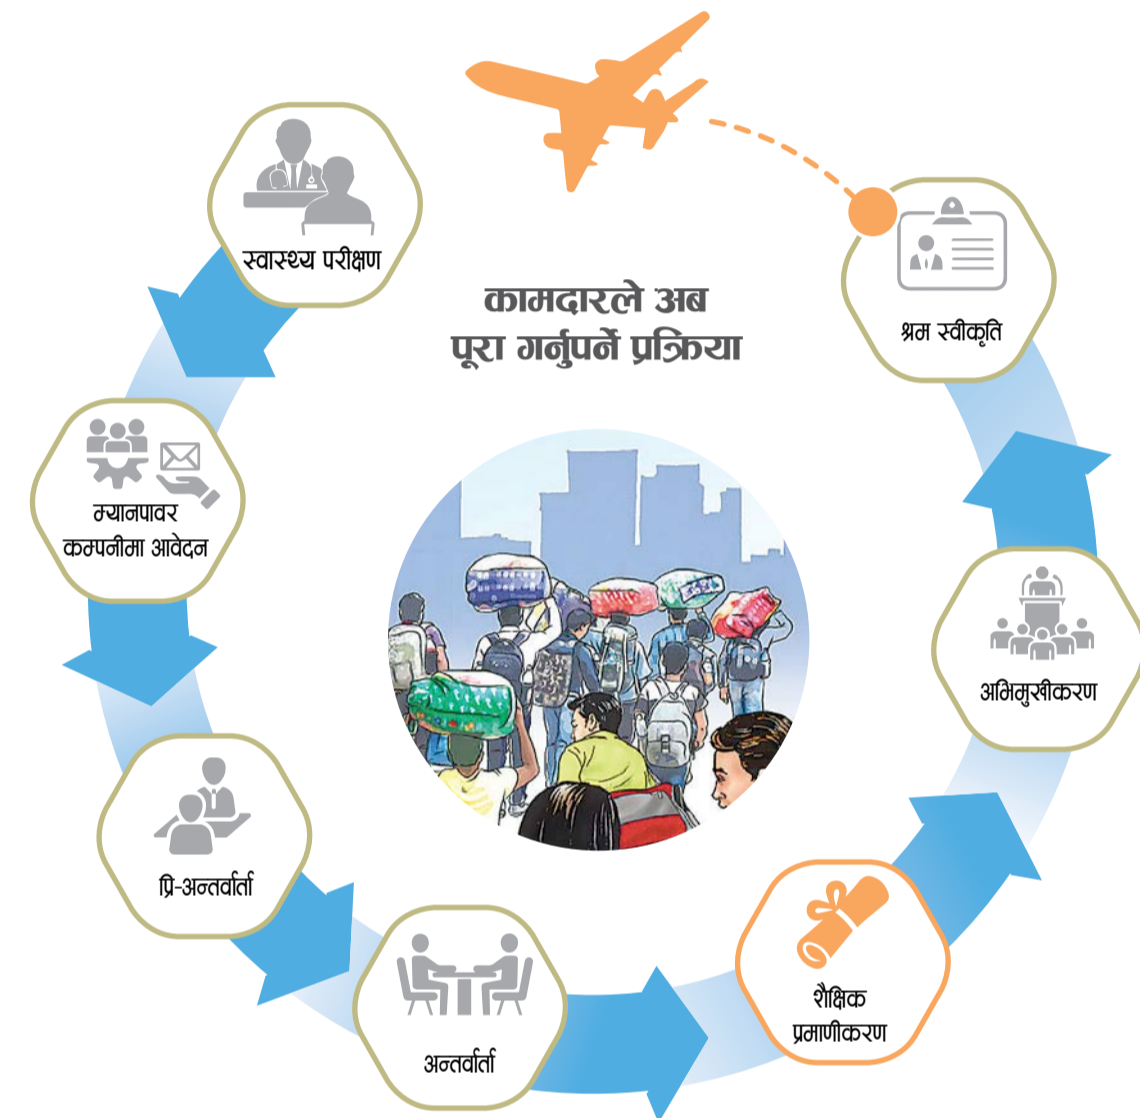 कामदारले अब
पूरा गर्नुपर्ने प्रक्रिया
स्वास्थ्य परीक्षण
म्यानपावर
कम्पनीमा आवेदन
प्रि-अन्तर्वार्ता
अन्तर्वार्ता
शैक्षिक
प्रमाणीकरण
अभिमुखीकरण
श्रम स्वीकृति